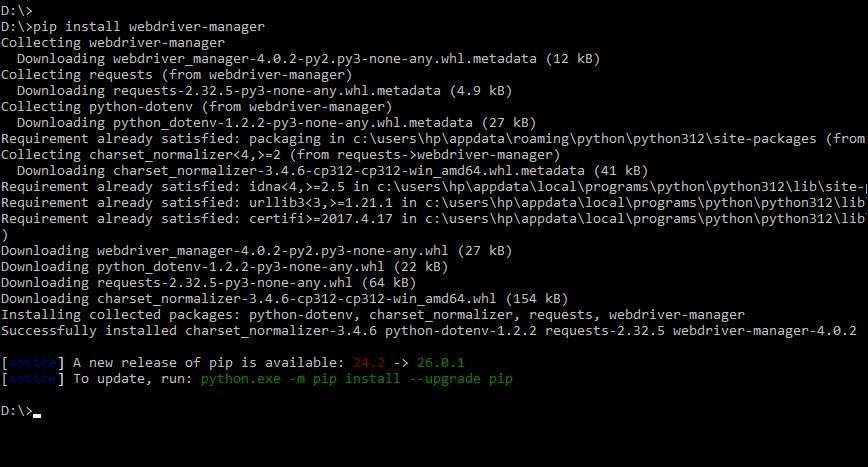 D:\>
D:\>pip install webdriver-manager
Collecting webdriver-manager
  Downloading webdriver_manager-4.0.2-py2.py3-none-any.whl.metadata (12 kB)
Collecting requests (from webdriver-manager)
  Downloading requests-2.32.5-py3-none-any.whl.metadata (4.9 kB)
Collecting python-dotenv (from webdriver-manager)
  Downloading python_dotenv-1.2.2-py3-none-any.whl.metadata (27 kB)
Requirement already satisfied: packaging in c:\users\hp\appdata\roaming\python\python312\site-packages (from
Collecting charset_normalizer<4,>=2 (from requests->webdriver-manager)
  Downloading charset_normalizer-3.4.6-cp312-cp312-win_amd64.whl.metadata (41 kB)
Requirement already satisfied: idna<4,>=2.5 in c:\users\hp\appdata\local\programs\python\python312\lib\site-p
Requirement already satisfied: urllib3<3,>=1.21.1 in c:\users\hp\appdata\local\programs\python\python312\lib\
Requirement already satisfied: certifi>=2017.4.17 in c:\users\hp\appdata\local\programs\python\python312\lib\
)
Downloading webdriver_manager-4.0.2-py2.py3-none-any.whl (27 kB)
Downloading python_dotenv-1.2.2-py3-none-any.whl (22 kB)
Downloading requests-2.32.5-py3-none-any.whl (64 kB)
Downloading charset_normalizer-3.4.6-cp312-cp312-win_amd64.whl (154 kB)
Installing collected packages: python-dotenv, charset_normalizer, requests, webdriver-manager
Successfully installed charset_normalizer-3.4.6 python-dotenv-1.2.2 requests-2.32.5 webdriver-manager-4.0.2
[notice] A new release of pip is available: 24.2 -> 26.0.1
[notice] To update, run: python.exe -m pip install --upgrade pip
D:\>